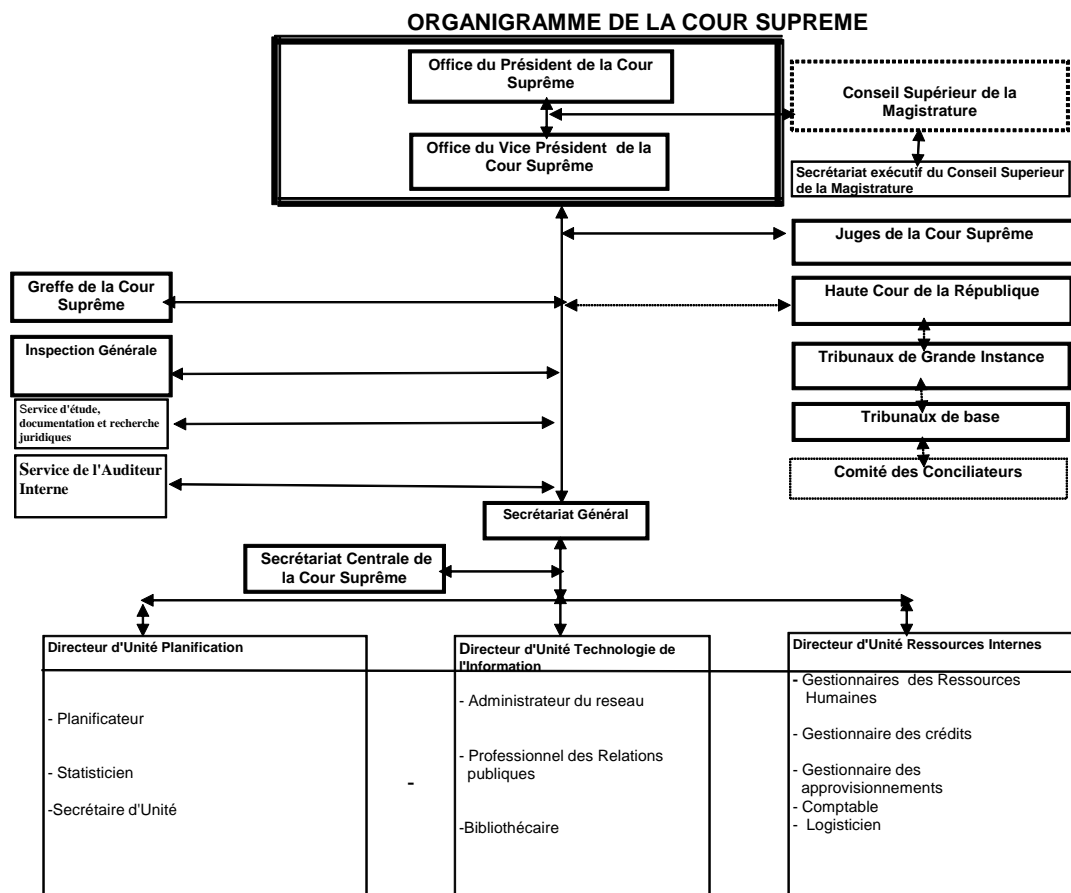 ORGANIGRAMME DE LA COUR SUPREME
Office du Président de la Cour
Suprême
Conseil Supérieur de la
Magistrature
Office du Vice Président de la
Cour Suprême
Secrétariat exécutif du Conseil Superieur
de la Magistrature
Juges de la Cour Suprême
Greffe de la Cour
Suprême
Haute Cour de la République
Inspection Générale
Tribunaux de Grande Instance
Service d'étude,
documentation et recherche
juridiques
Tribunaux de base
Service de l'Auditeur
Interne
Comité des Conciliateurs
Secrétariat Général
Secrétariat Centrale de
la Cour Suprême
Directeur d'Unité Planification
- Planificateur
- Statisticien
-Secrétaire d'Unité
-
Directeur d'Unité Technologie de
l'Information
- Administrateur du reseau
- Professionnel des Relations
publiques
-Bibliothécaire
Directeur d'Unité Ressources Internes
- Gestionnaires des Ressources
Humaines
- Gestionnaire des crédits
- Gestionnaire des
approvisionnements
- Comptable
- Logisticien